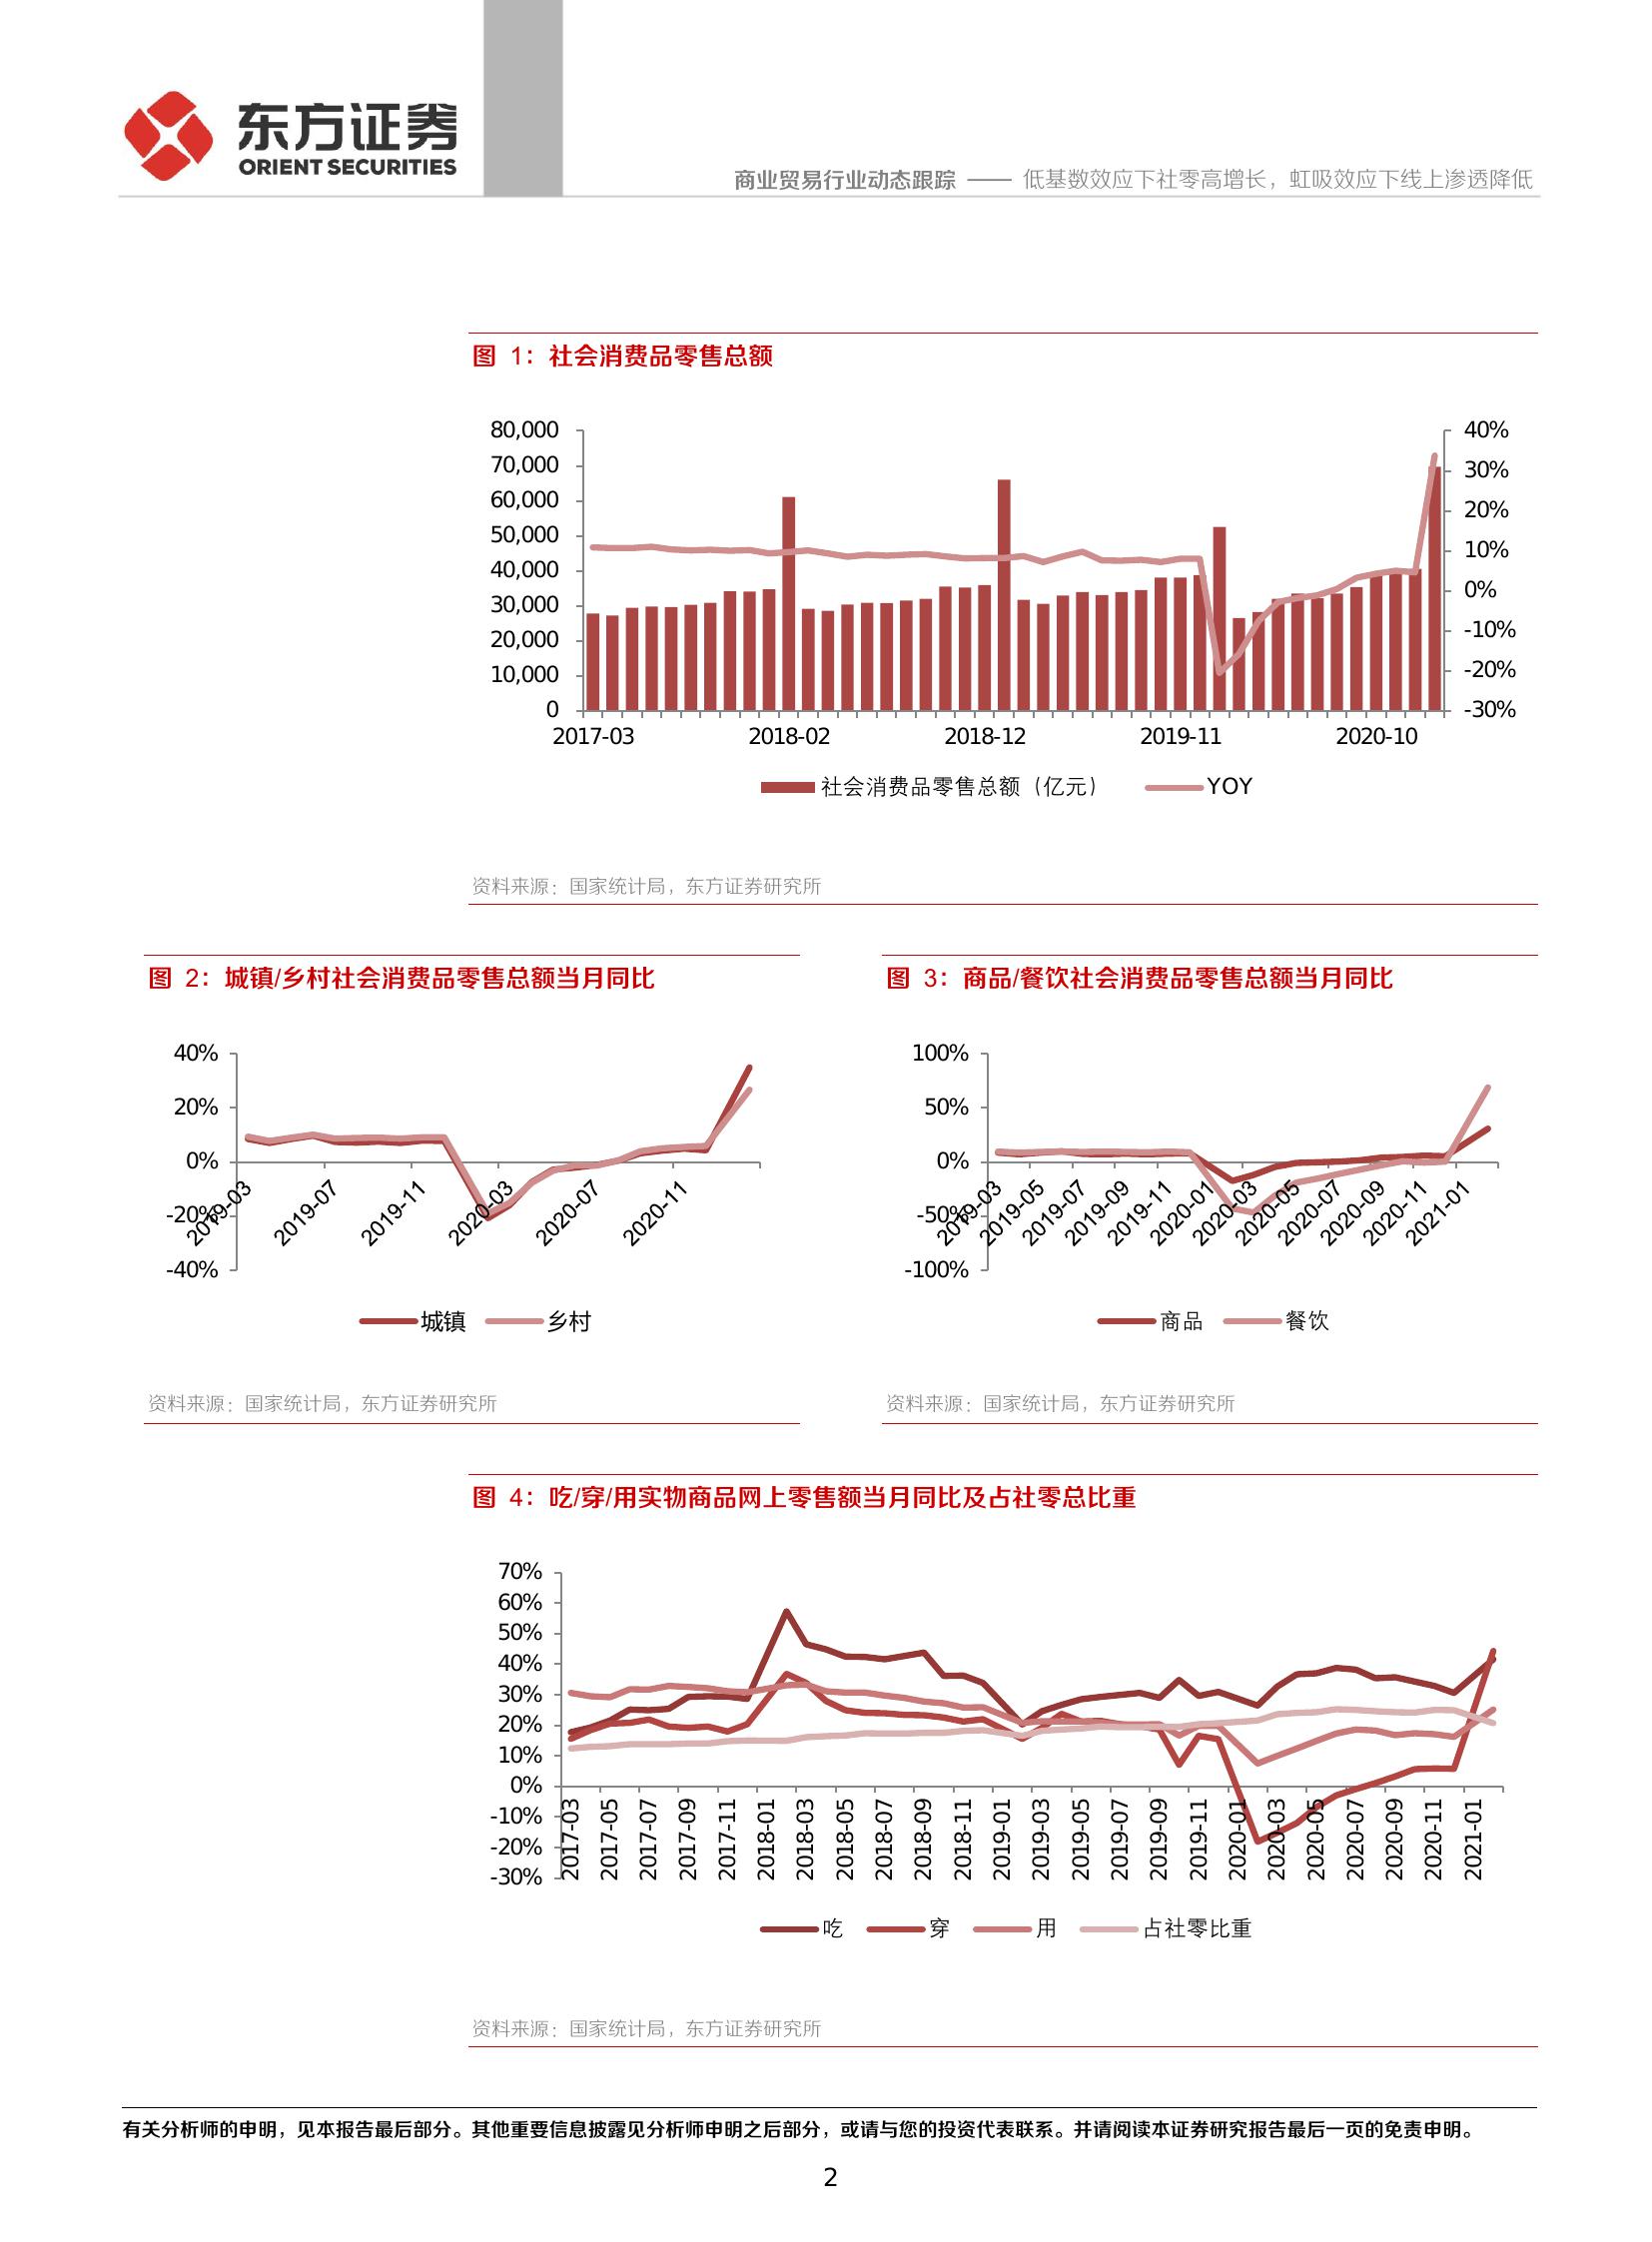 东方证券
ORIENT SECURITIES
商业贸易行业动态跟踪 —— 低基数效应下社零高增长，虹吸效应下线上渗透降低
图 1：社会消费品零售总额
80,000
70,000
60,000
50,000
40,000
30,000
20,000
10,000
0
40%
30%
20%
10%
0%
-10%
-20%
-30%
2017-03 2018-02 2018-12 2019-11 2020-10
社会消费品零售总额（亿元） YOY
资料来源：国家统计局，东方证券研究所
图 2：城镇/乡村社会消费品零售总额当月同比
40%
20%
0%
-20%
-40%
2019-03 2019-07 2019-11 2020-03 2020-07 2020-11
城镇 乡村
资料来源：国家统计局，东方证券研究所
图 3：商品/餐饮社会消费品零售总额当月同比
100%
50%
0%
-50%
-100%
2019-03 2019-05 2019-07 2019-09 2019-11 2020-01 2020-03 2020-05 2020-07 2020-09 2020-11 2021-01
商品 餐饮
资料来源：国家统计局，东方证券研究所
图 4：吃/穿/用实物商品网上零售额当月同比及占社零总比重
70%
60%
50%
40%
30%
20%
10%
0%
-10%
-20%
-30%
2017-03 2017-05 2017-07 2017-09 2017-11 2018-01 2018-03 2018-05 2018-07 2018-09 2018-11 2019-01 2019-03 2019-05 2019-07 2019-09 2019-11 2020-01 2020-03 2020-05 2020-07 2020-09 2020-11 2021-01
吃 穿 用 占社零比重
资料来源：国家统计局，东方证券研究所
有关分析师的申明，见本报告最后部分。其他重要信息披露见分析师申明之后部分，或请与您的投资代表联系。并请阅读本证券研究报告最后一页的免责申明。
2